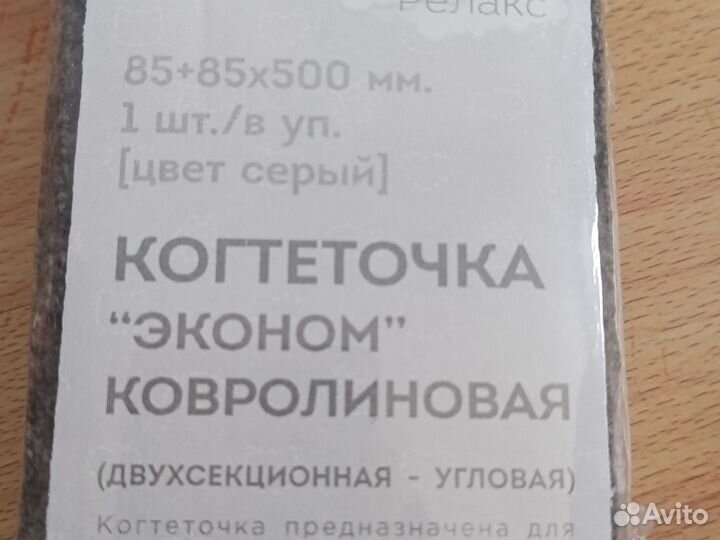 Релакс
85+85х500 мм.
1 шт./в уп.
[цвет серый]
КОГТЕТОЧКА
“ЭКОНОМ”
КОВРОЛИНОВАЯ
(ДВУХСЕКЦИОННАЯ - УГЛОВАЯ)
Когтеточка предназначена для
Avito